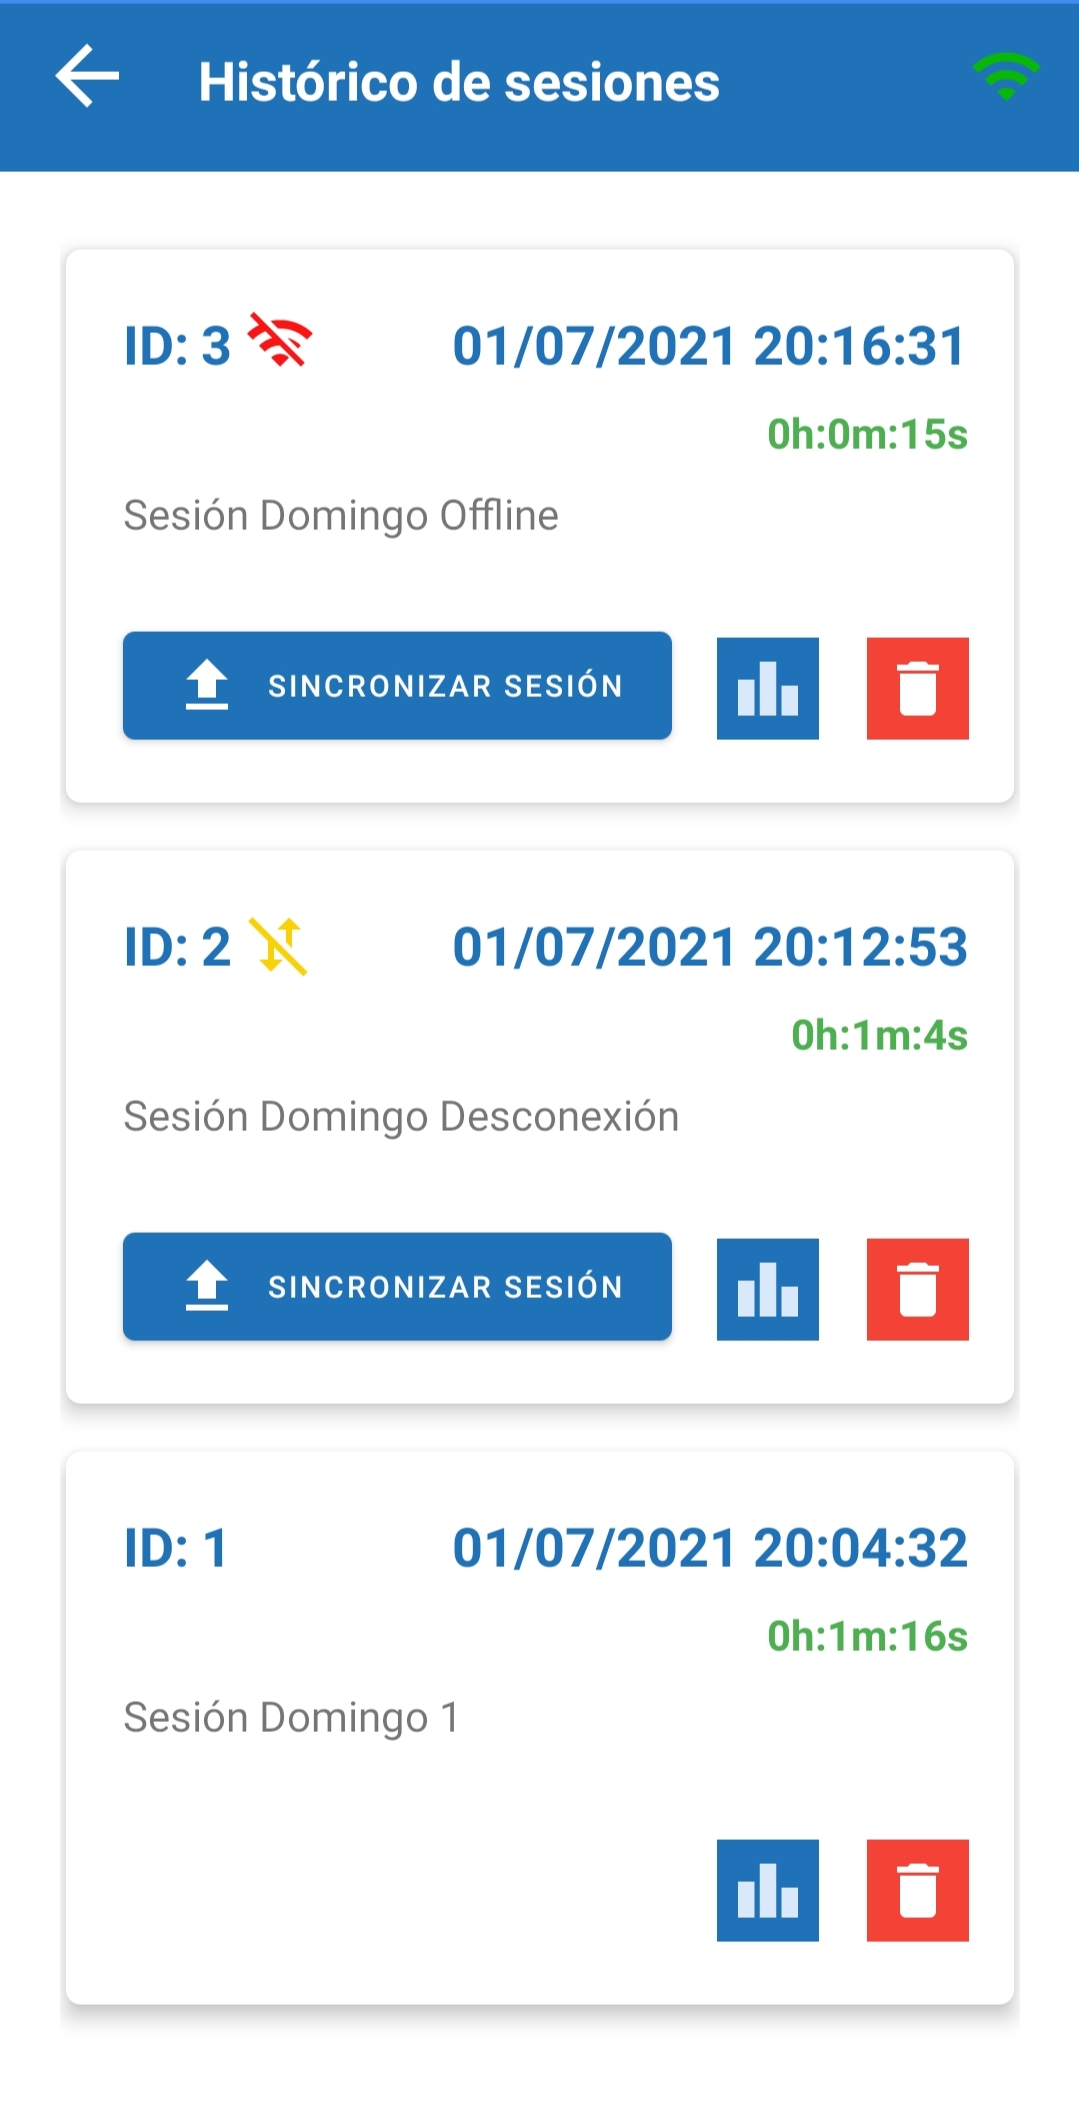 Histórico de sesiones
ID: 3 01/07/2021 20:16:31
0h:0m:15s
Sesión Domingo Offline
SINCRONIZAR SESIÓN
ID: 2 01/07/2021 20:12:53
0h:1m:4s
Sesión Domingo Desconexión
SINCRONIZAR SESIÓN
ID: 1 01/07/2021 20:04:32
0h:1m:16s
Sesión Domingo 1